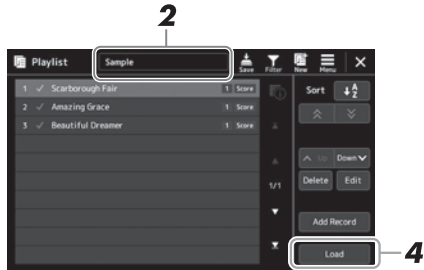 2
Playlist Sample Save Filter New Menu
1 Scarborough Fair 1 Score
2 Amazing Grace 1 Score
3 Beautiful Dreamer 1 Score
Sort AZ
Up Down
1/1
Delete Edit
Add Record
Load 4